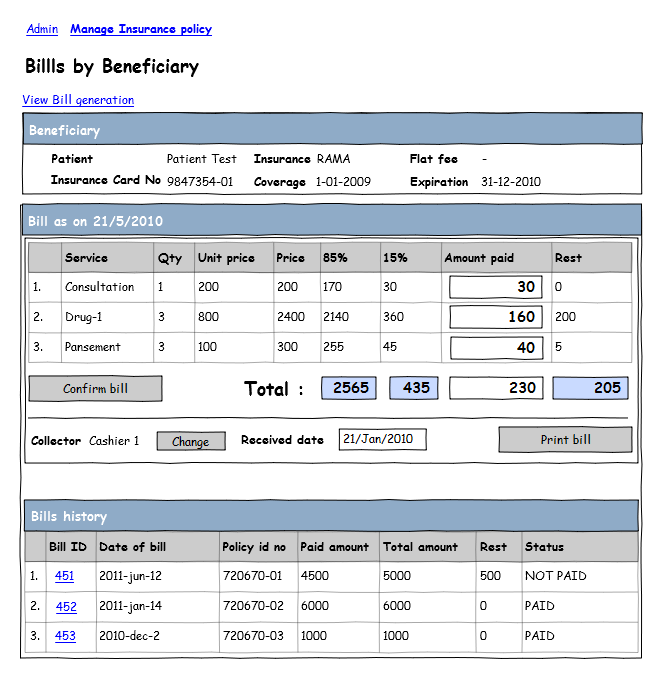 Admin Manage Insurance policy
Billls by Beneficiary
View Bill generation
Beneficiary
Patient Patient Test Insurance RAMA Flat fee -
Insurance Card No 9847354-01 Coverage 1-01-2009 Expiration 31-12-2010
Bill as on 21/5/2010
Service Qty Unit price Price 85% 15% Amount paid Rest
1. Consultation 1 200 200 170 30 30 0
2. Drug-1 3 800 2400 2140 360 160 200
3. Pansement 3 100 300 255 45 40 5
Confirm bill Total : 2565 435 230 205
Collector Cashier 1 Change Received date 21/Jan/2010 Print bill
Bills history
Bill ID Date of bill Policy id no Paid amount Total amount Rest Status
1. 451 2011-jun-12 720670-01 4500 5000 500 NOT PAID
2. 452 2011-jan-14 720670-02 6000 6000 0 PAID
3. 453 2010-dec-2 720670-03 1000 1000 0 PAID